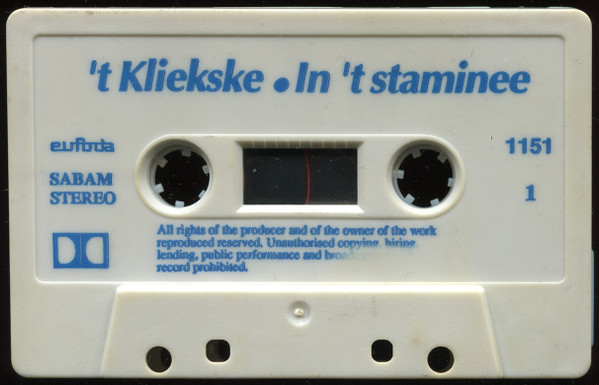 't Kliekske • In 't staminee
eufoda
1151
SABAM
STEREO
1
All rights of the producer and of the owner of the work
reproduced reserved. Unauthorised copying, hiring,
lending, public performance and
record prohibited.